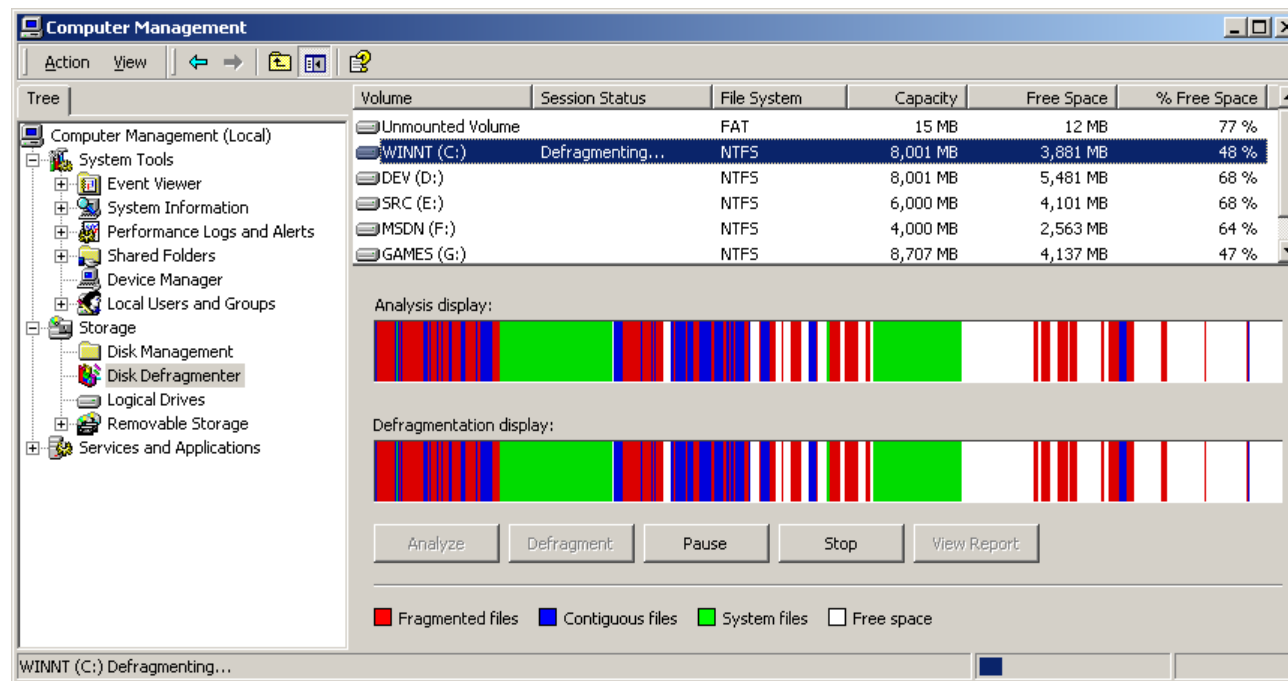 Computer Management
Action View
Tree
Volume Session Status File System Capacity Free Space % Free Space
Computer Management (Local)
System Tools
Event Viewer
System Information
Performance Logs and Alerts
Shared Folders
Device Manager
Local Users and Groups
Storage
Disk Management
Disk Defragmenter
Logical Drives
Removable Storage
Services and Applications
Unmounted Volume FAT 15 MB 12 MB 77 %
WINNT (C:) Defragmenting... NTFS 8,001 MB 3,881 MB 48 %
DEV (D:) NTFS 8,001 MB 5,481 MB 68 %
SRC (E:) NTFS 6,000 MB 4,101 MB 68 %
MSDN (F:) NTFS 4,000 MB 2,563 MB 64 %
GAMES (G:) NTFS 8,707 MB 4,137 MB 47 %
Analysis display:
Defragmentation display:
Analyze Defragment Pause Stop View Report
Fragmented files Contiguous files System files Free space
WINNT (C:) Defragmenting...